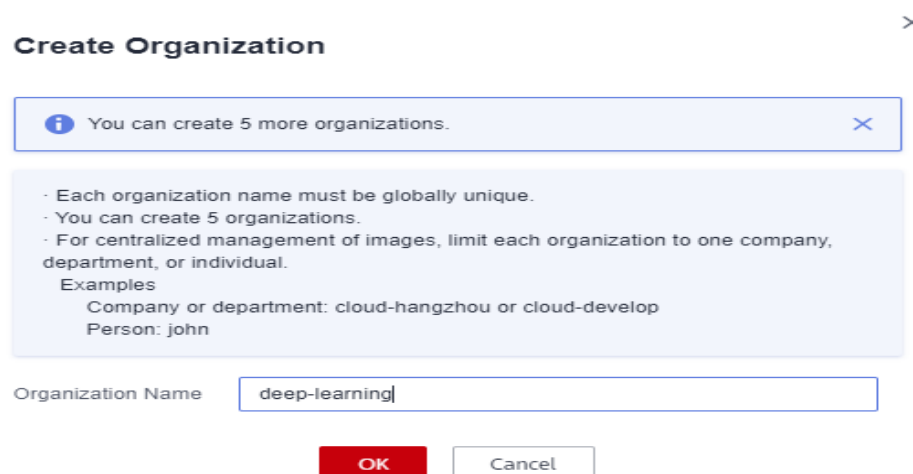 Create Organization
You can create 5 more organizations.
· Each organization name must be globally unique.
· You can create 5 organizations.
· For centralized management of images, limit each organization to one company,
department, or individual.
Examples
Company or department: cloud-hangzhou or cloud-develop
Person: john
Organization Name deep-learning
OK Cancel